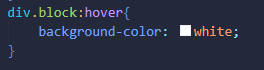 div.block:hover{
    background-color: white;
}